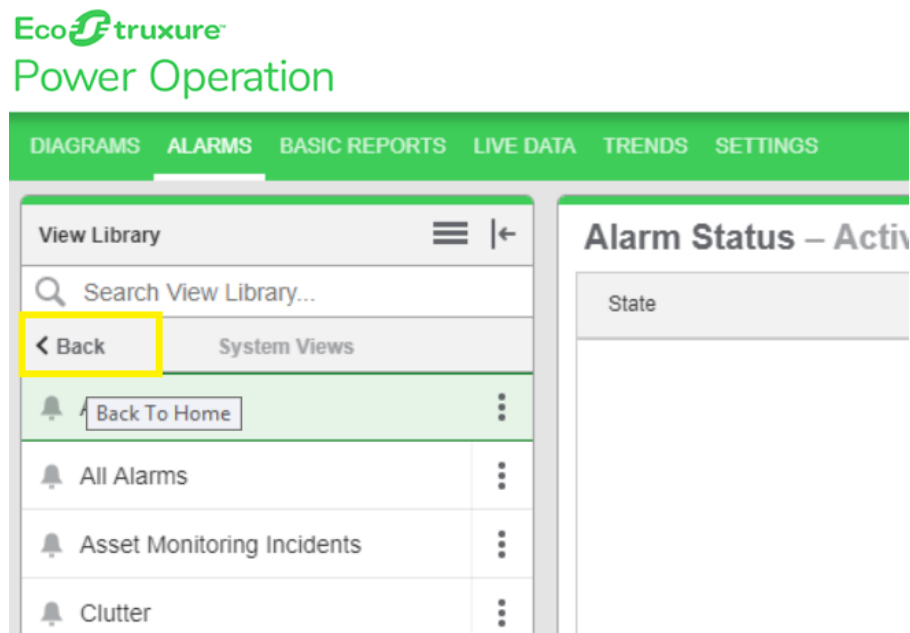 EcoStruxure™
Power Operation
DIAGRAMS ALARMS BASIC REPORTS LIVE DATA TRENDS SETTINGS
View Library
Alarm Status – Activ
Search View Library...
State
Back
System Views
A
Back To Home
All Alarms
Asset Monitoring Incidents
Clutter